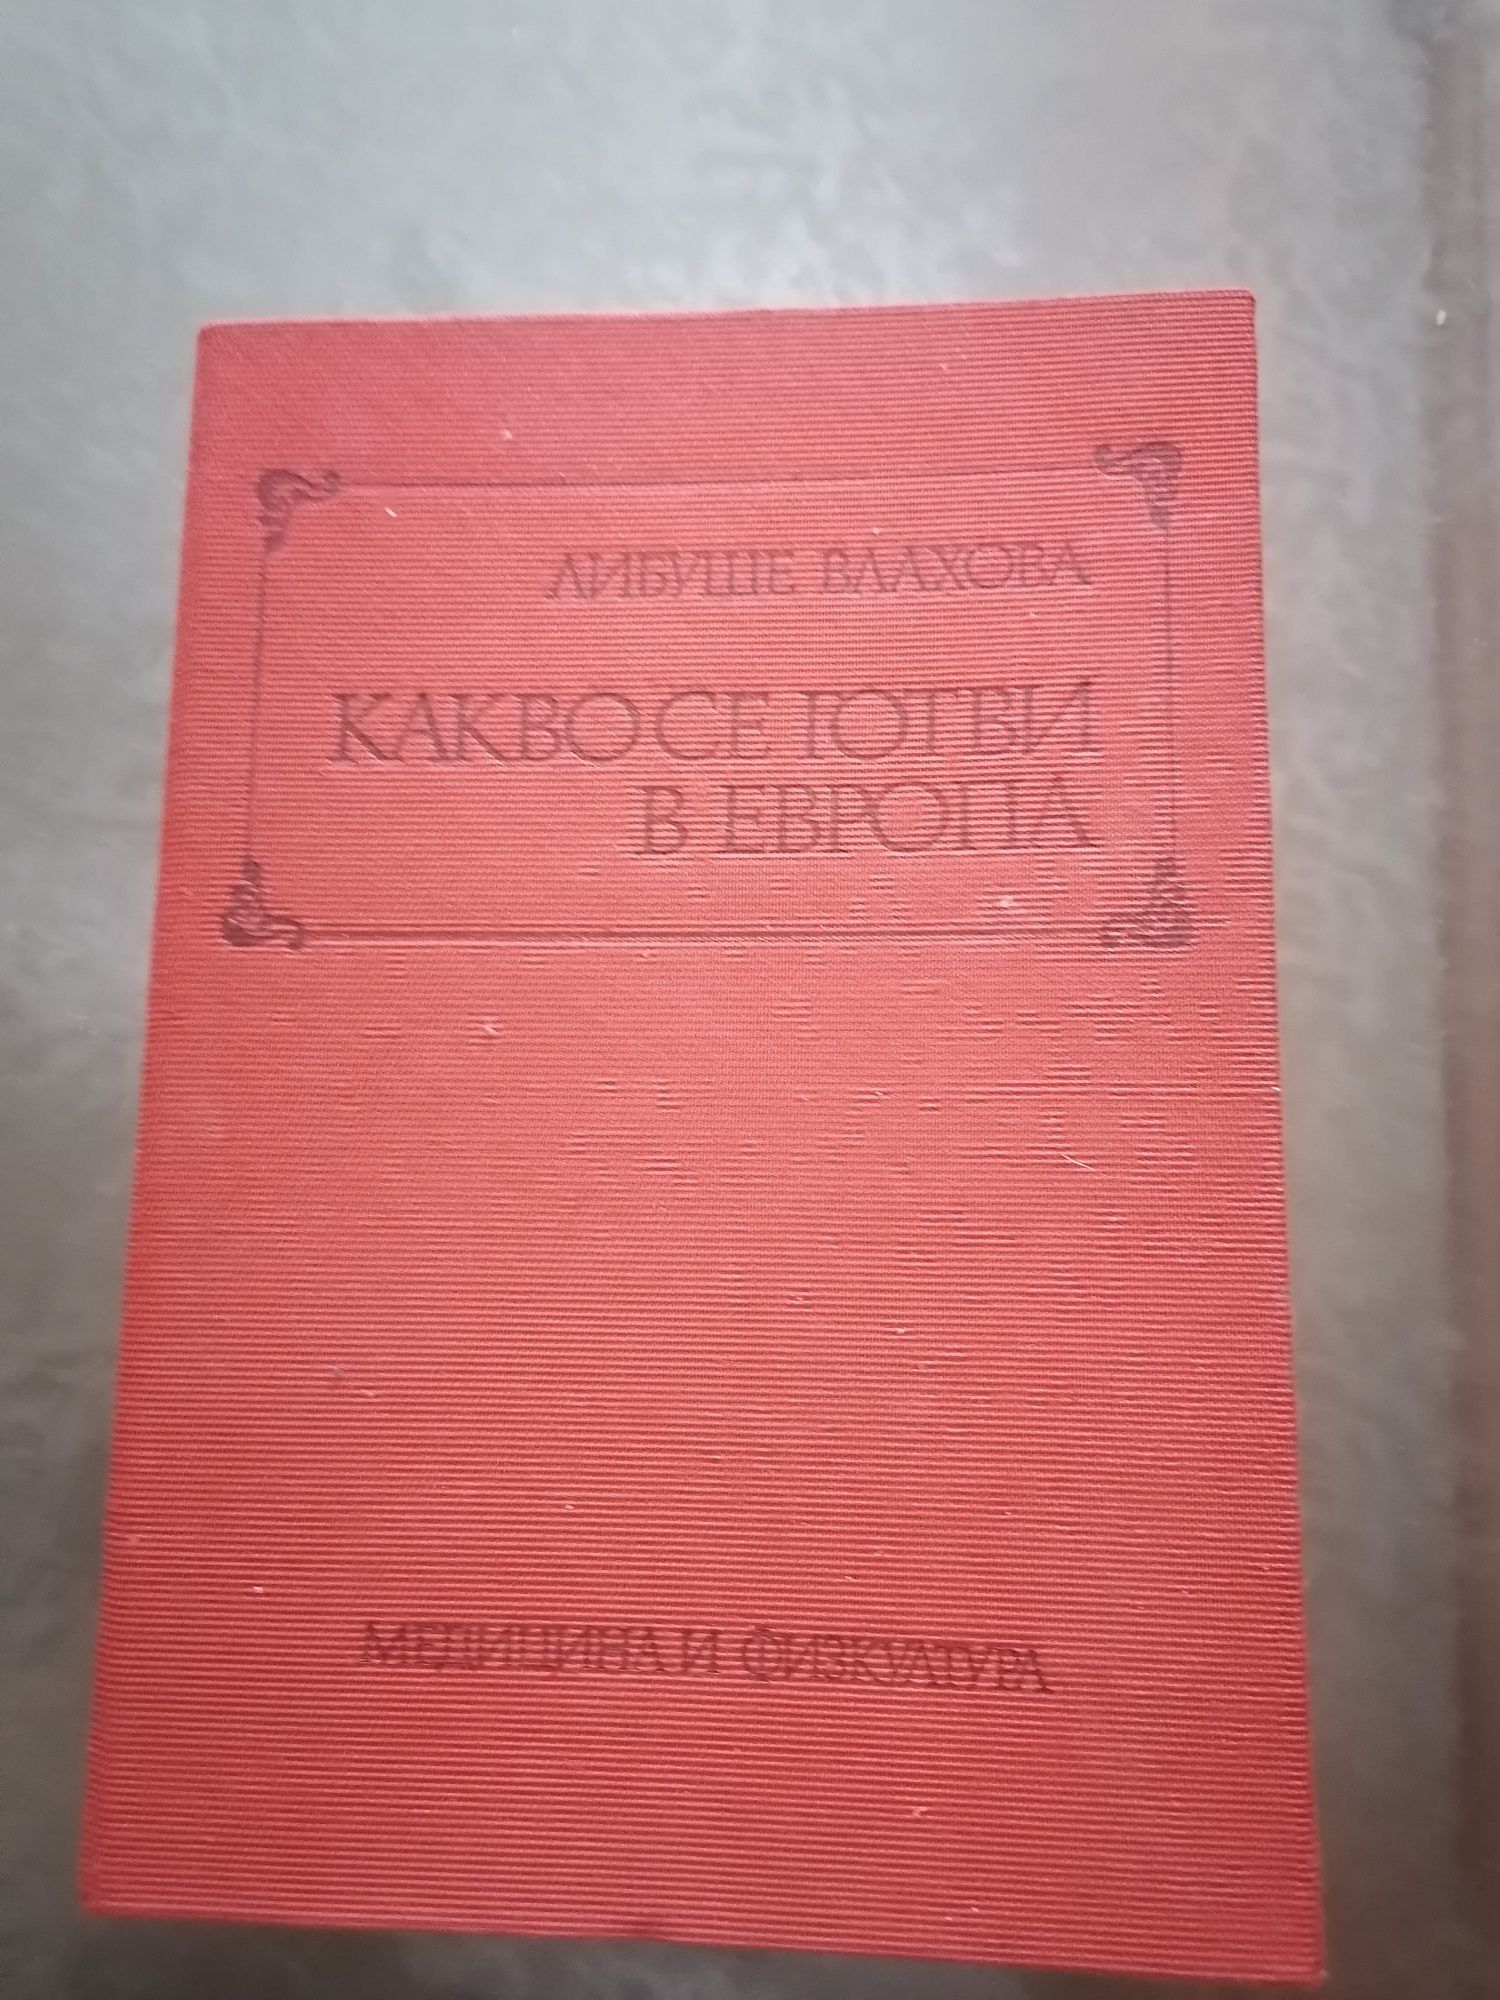 ЛИБУШЕ ВЛАХОВА
КАКВО СЕ ГОТВИ
В ЕВРОПА
МЕДИЦИНА И ФИЗКУЛТУРА